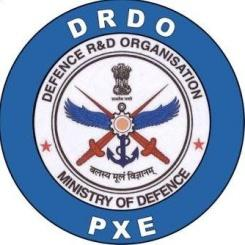 DRDO
DEFENCE R&D ORGANISATION
बलस्य मूलं विज्ञानम्
MINISTRY OF DEFENCE
PXE